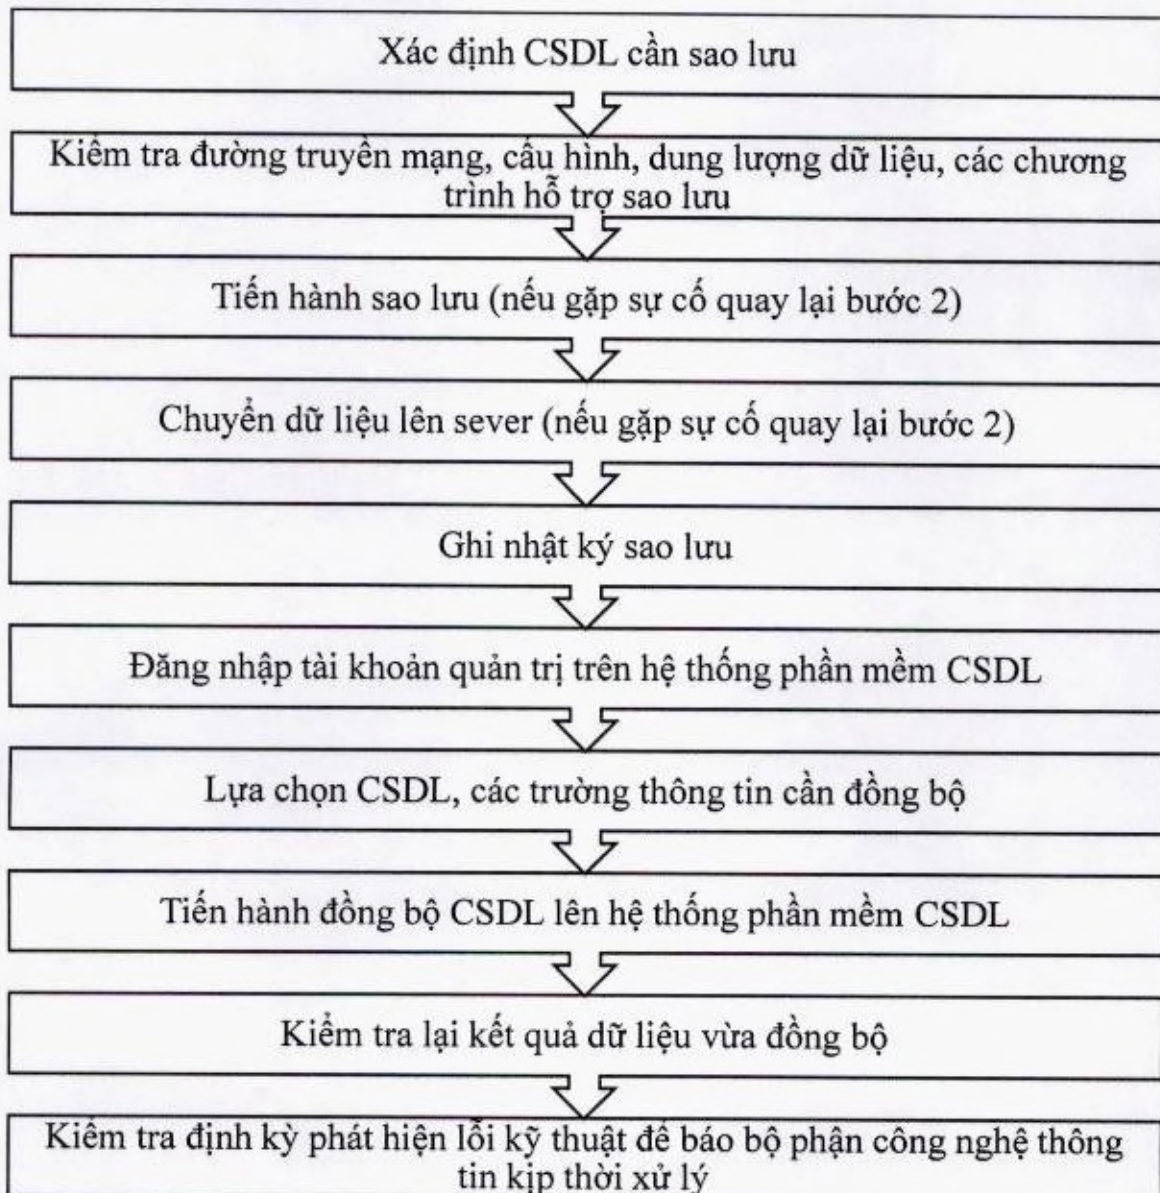 Xác định CSDL cần sao lưu
Kiểm tra đường truyền mạng, cấu hình, dung lượng dữ liệu, các chương
trình hỗ trợ sao lưu
Tiến hành sao lưu (nếu gặp sự cố quay lại bước 2)
Chuyển dữ liệu lên sever (nếu gặp sự cố quay lại bước 2)
Ghi nhật ký sao lưu
Đăng nhập tài khoản quản trị trên hệ thống phần mềm CSDL
Lựa chọn CSDL, các trường thông tin cần đồng bộ
Tiến hành đồng bộ CSDL lên hệ thống phần mềm CSDL
Kiểm tra lại kết quả dữ liệu vừa đồng bộ
Kiểm tra định kỳ phát hiện lỗi kỹ thuật để báo bộ phận công nghệ thông
tin kịp thời xử lý